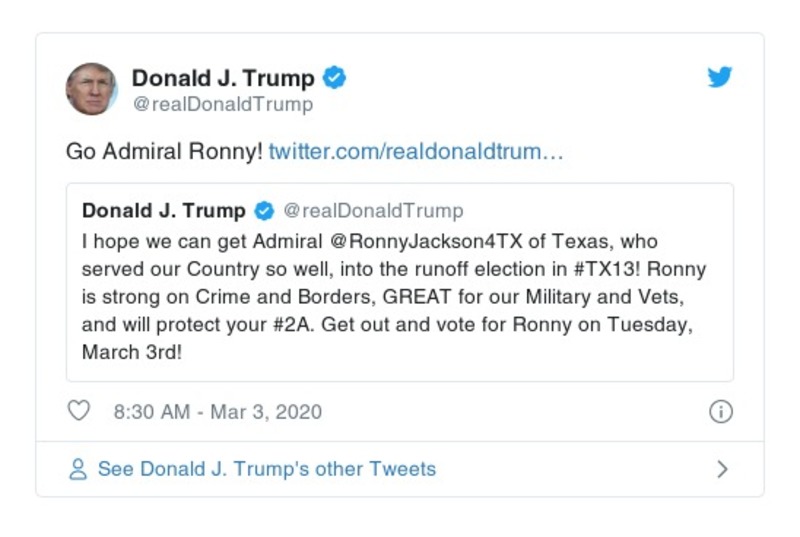 Donald J. Trump
@realDonaldTrump
Go Admiral Ronny! twitter.com/realdonaldtrum…
Donald J. Trump @realDonaldTrump
I hope we can get Admiral @RonnyJackson4TX of Texas, who
served our Country so well, into the runoff election in #TX13! Ronny
is strong on Crime and Borders, GREAT for our Military and Vets,
and will protect your #2A. Get out and vote for Ronny on Tuesday,
March 3rd!
8:30 AM - Mar 3, 2020
See Donald J. Trump's other Tweets